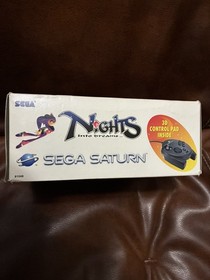 SEGA
NiGHTS
into dreams...
3D
CONTROL PAD
INSIDE
SEGA SATURN